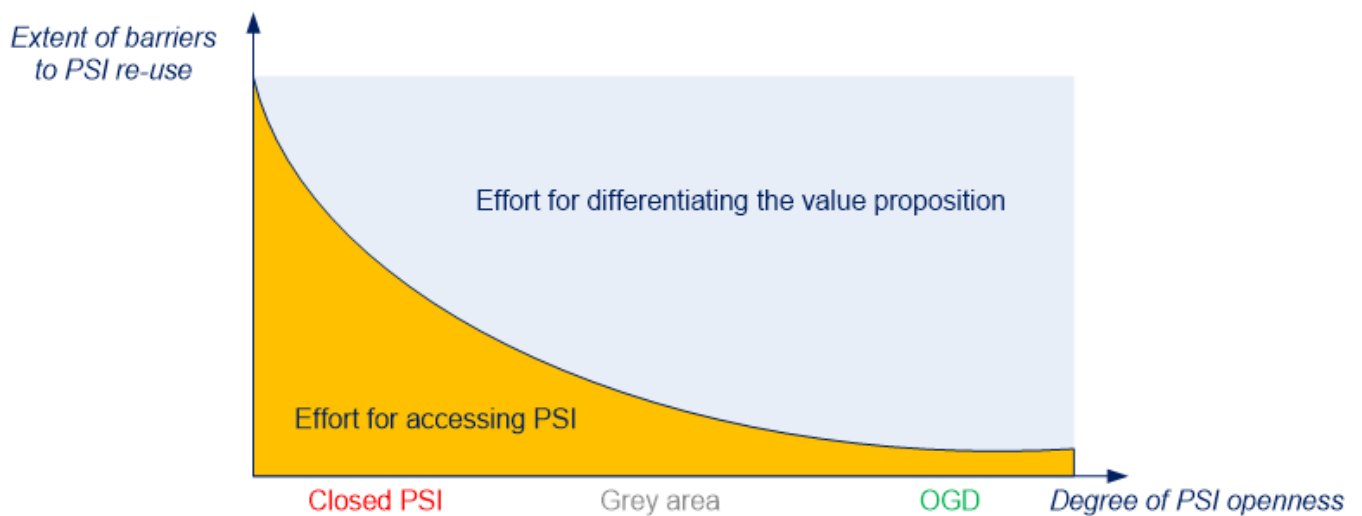 Extent of barriers
to PSI re-use
Effort for differentiating the value proposition
Effort for accessing PSI
Closed PSI
Grey area
OGD
Degree of PSI openness